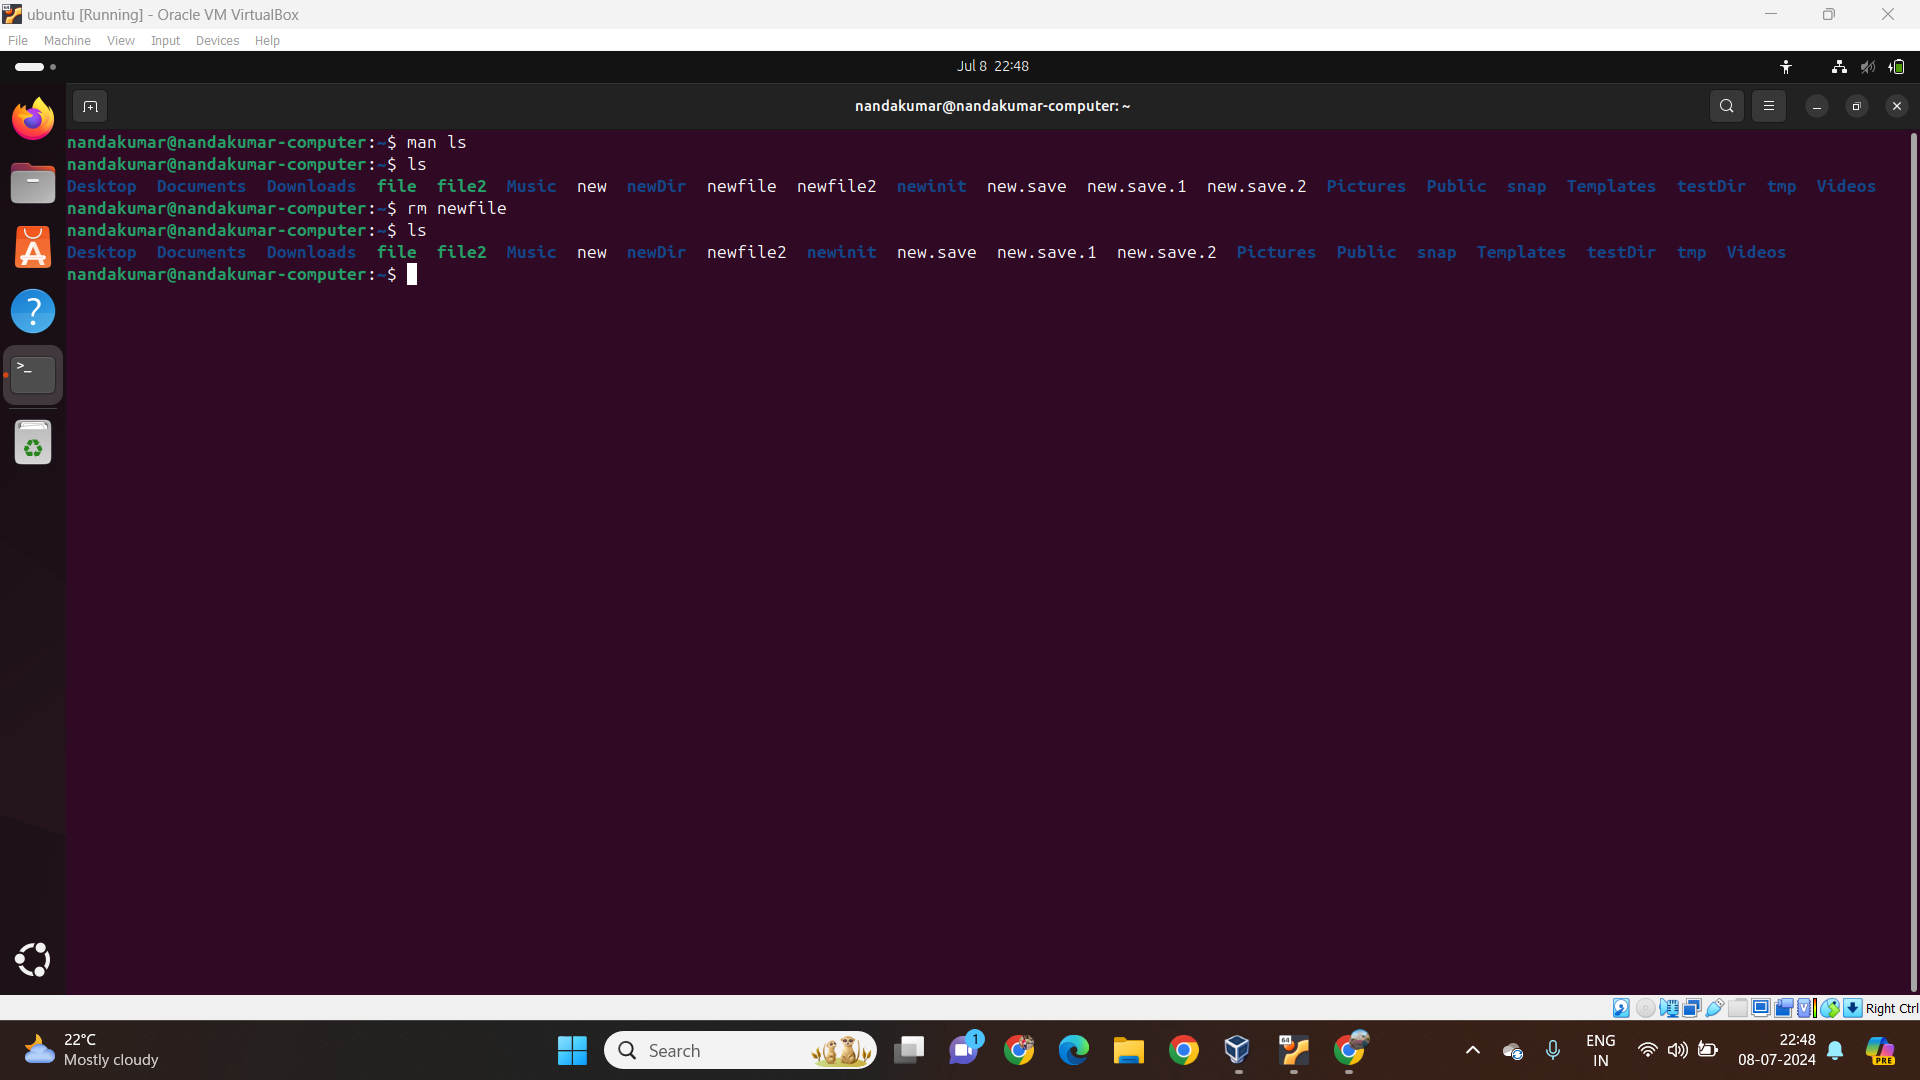 ubuntu [Running] - Oracle VM VirtualBox
File Machine View Input Devices Help
Jul 8 22:48
nandakumar@nandakumar-computer: ~
nandakumar@nandakumar-computer:~$ man ls
nandakumar@nandakumar-computer:~$ ls
Desktop Documents Downloads file file2 Music new newDir newfile newfile2 newinit new.save new.save.1 new.save.2 Pictures Public snap Templates testDir tmp Videos
nandakumar@nandakumar-computer:~$ rm newfile
nandakumar@nandakumar-computer:~$ ls
Desktop Documents Downloads file file2 Music new newDir newfile2 newinit new.save new.save.1 new.save.2 Pictures Public snap Templates testDir tmp Videos
nandakumar@nandakumar-computer:~$
Right Ctrl
22°C
Mostly cloudy
Search
1
64
ENG
IN
22:48
08-07-2024
PRE